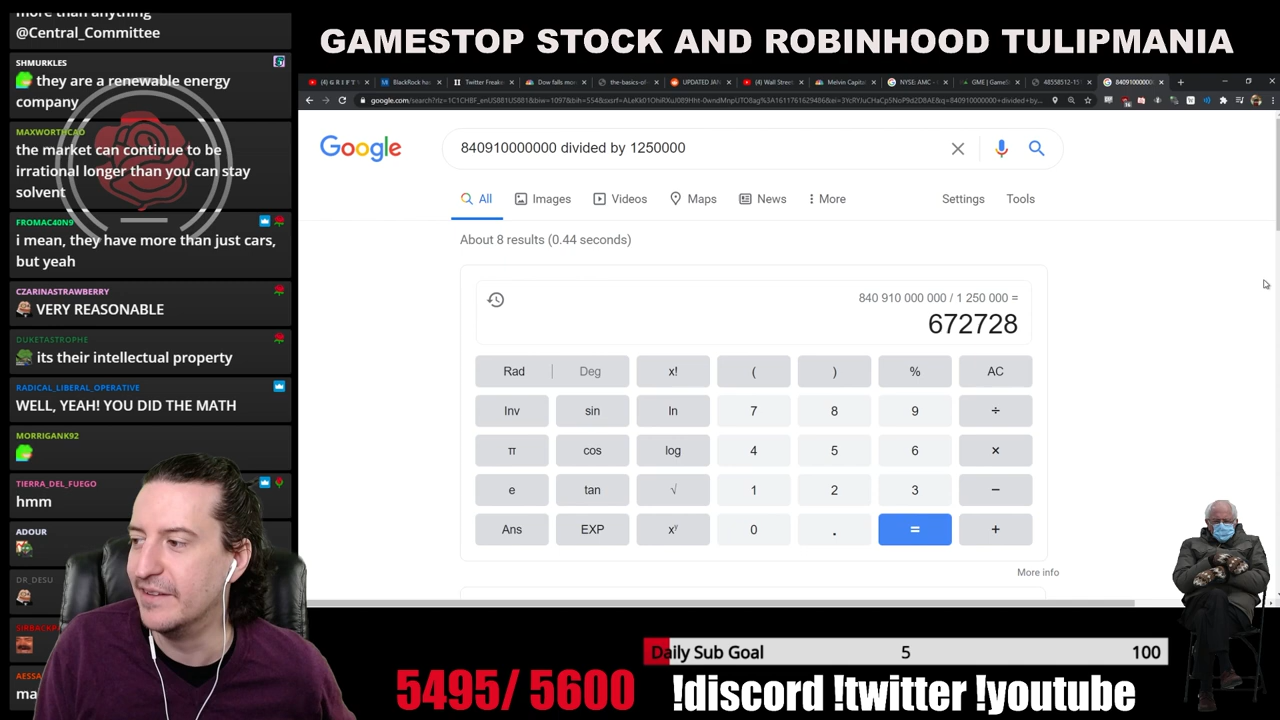 more than anything
@Central_Committee
SHMURKLES
they are a renewable energy
company
MAXWORTHCAO
the market can continue to be
irrational longer than you can stay
solvent
FROMAC40N9
i mean, they have more than just cars,
but yeah
CZARINASTRAWBERRY
VERY REASONABLE
DUKETASTROPHE
its their intellectual property
RADICAL_LIBERAL_OPERATIVE
WELL, YEAH! YOU DID THE MATH
MORRIGANK92
TIERRA_DEL_FUEGO
hmm
ADOUR
DR_DESU
GAMESTOP STOCK AND ROBINHOOD TULIPMANIA
Google
840910000000 divided by 1250000
All Images Videos Maps News More Settings Tools
About 8 results (0.44 seconds)
840 910 000 000 / 1 250 000 =
672728
Rad Deg x! ( ) % AC
Inv sin ln 7 8 9 ÷
π cos log 4 5 6 ×
e tan √ 1 2 3 −
Ans EXP xʸ 0 . = +
More info
Daily Sub Goal 5 100
5495/ 5600 !discord !twitter !youtube